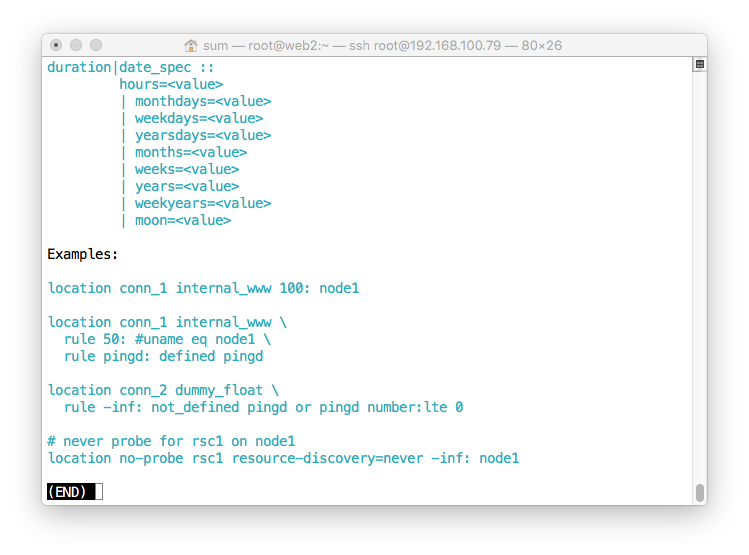 sum — root@web2:~ — ssh root@192.168.100.79 — 80×26
duration|date_spec ::
         hours=<value>
         | monthdays=<value>
         | weekdays=<value>
         | yearsdays=<value>
         | months=<value>
         | weeks=<value>
         | years=<value>
         | weekyears=<value>
         | moon=<value>

Examples:

location conn_1 internal_www 100: node1

location conn_1 internal_www \
  rule 50: #uname eq node1 \
  rule pingd: defined pingd

location conn_2 dummy_float \
  rule -inf: not_defined pingd or pingd number:lte 0

# never probe for rsc1 on node1
location no-probe rsc1 resource-discovery=never -inf: node1

(END)